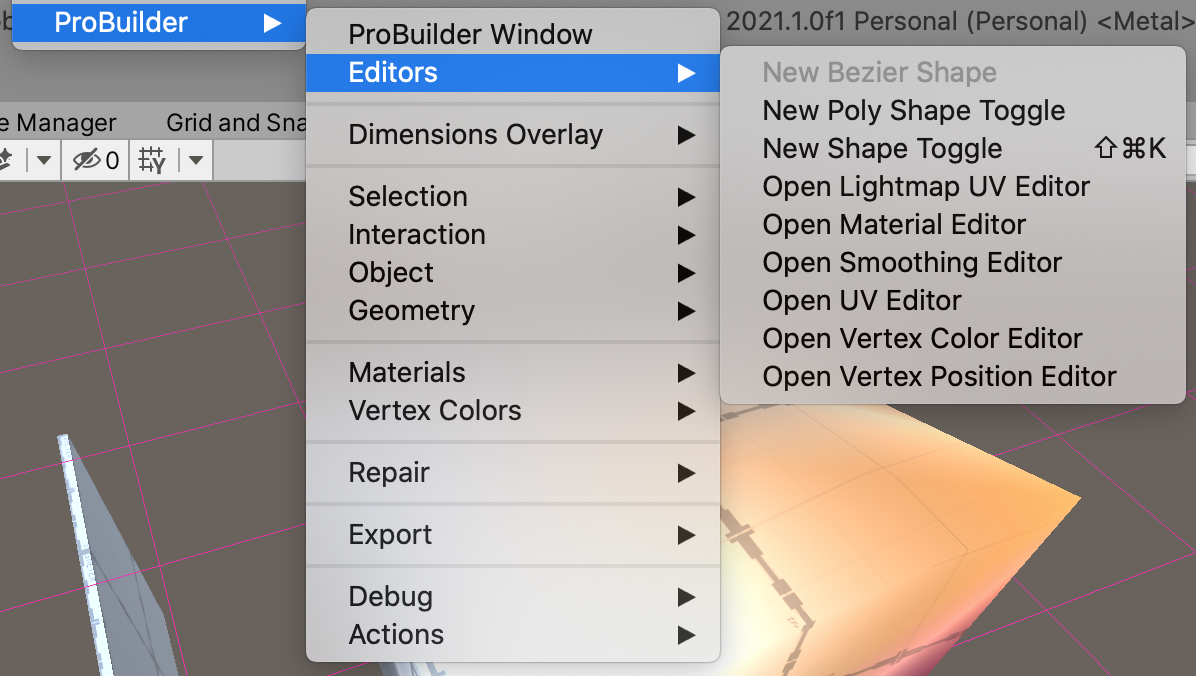 ProBuilder
ProBuilder Window
Editors
Dimensions Overlay
Selection
Interaction
Object
Geometry
Materials
Vertex Colors
Repair
Export
Debug
Actions
2021.1.0f1 Personal (Personal) <Metal>
New Bezier Shape
New Poly Shape Toggle
New Shape Toggle ⇧⌘K
Open Lightmap UV Editor
Open Material Editor
Open Smoothing Editor
Open UV Editor
Open Vertex Color Editor
Open Vertex Position Editor
e Manager
Grid and Sna
0
Y